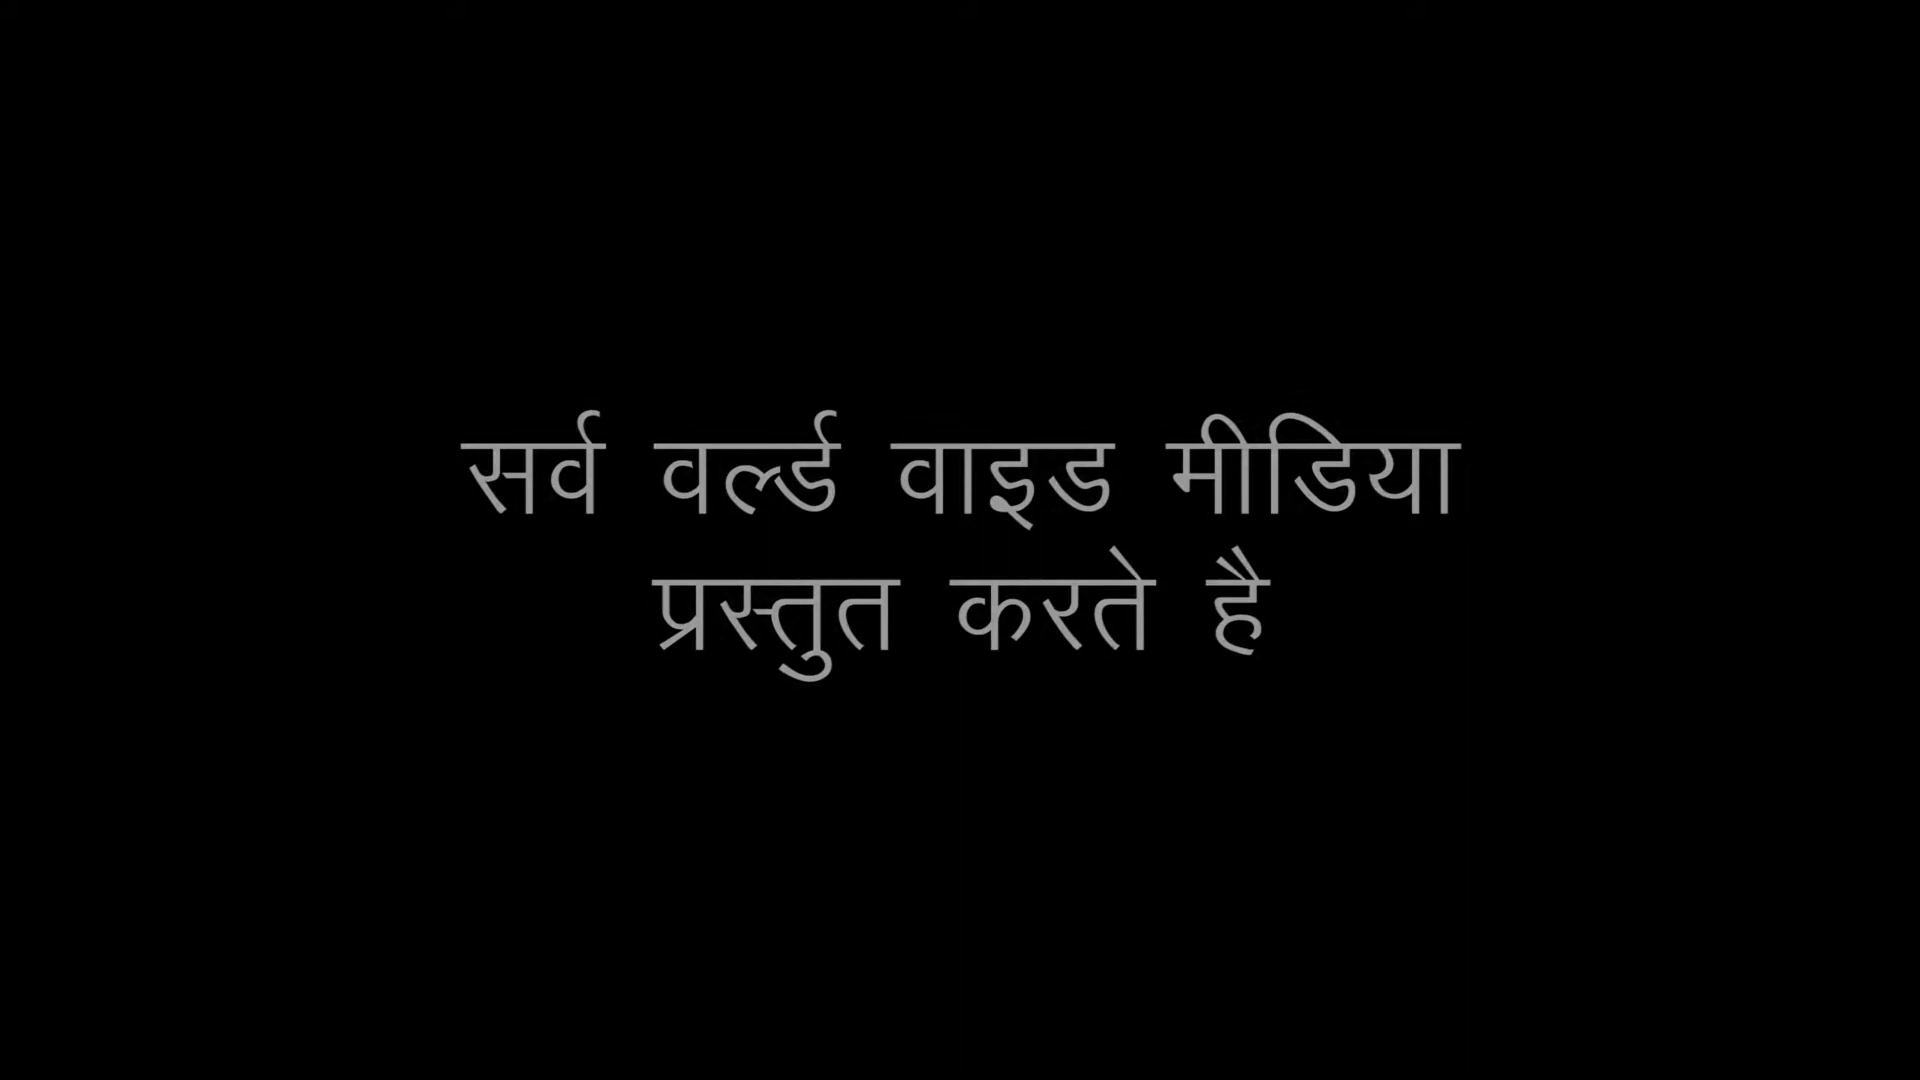 सर्व वर्ल्ड वाइड मीडिया
प्रस्तुत करते है